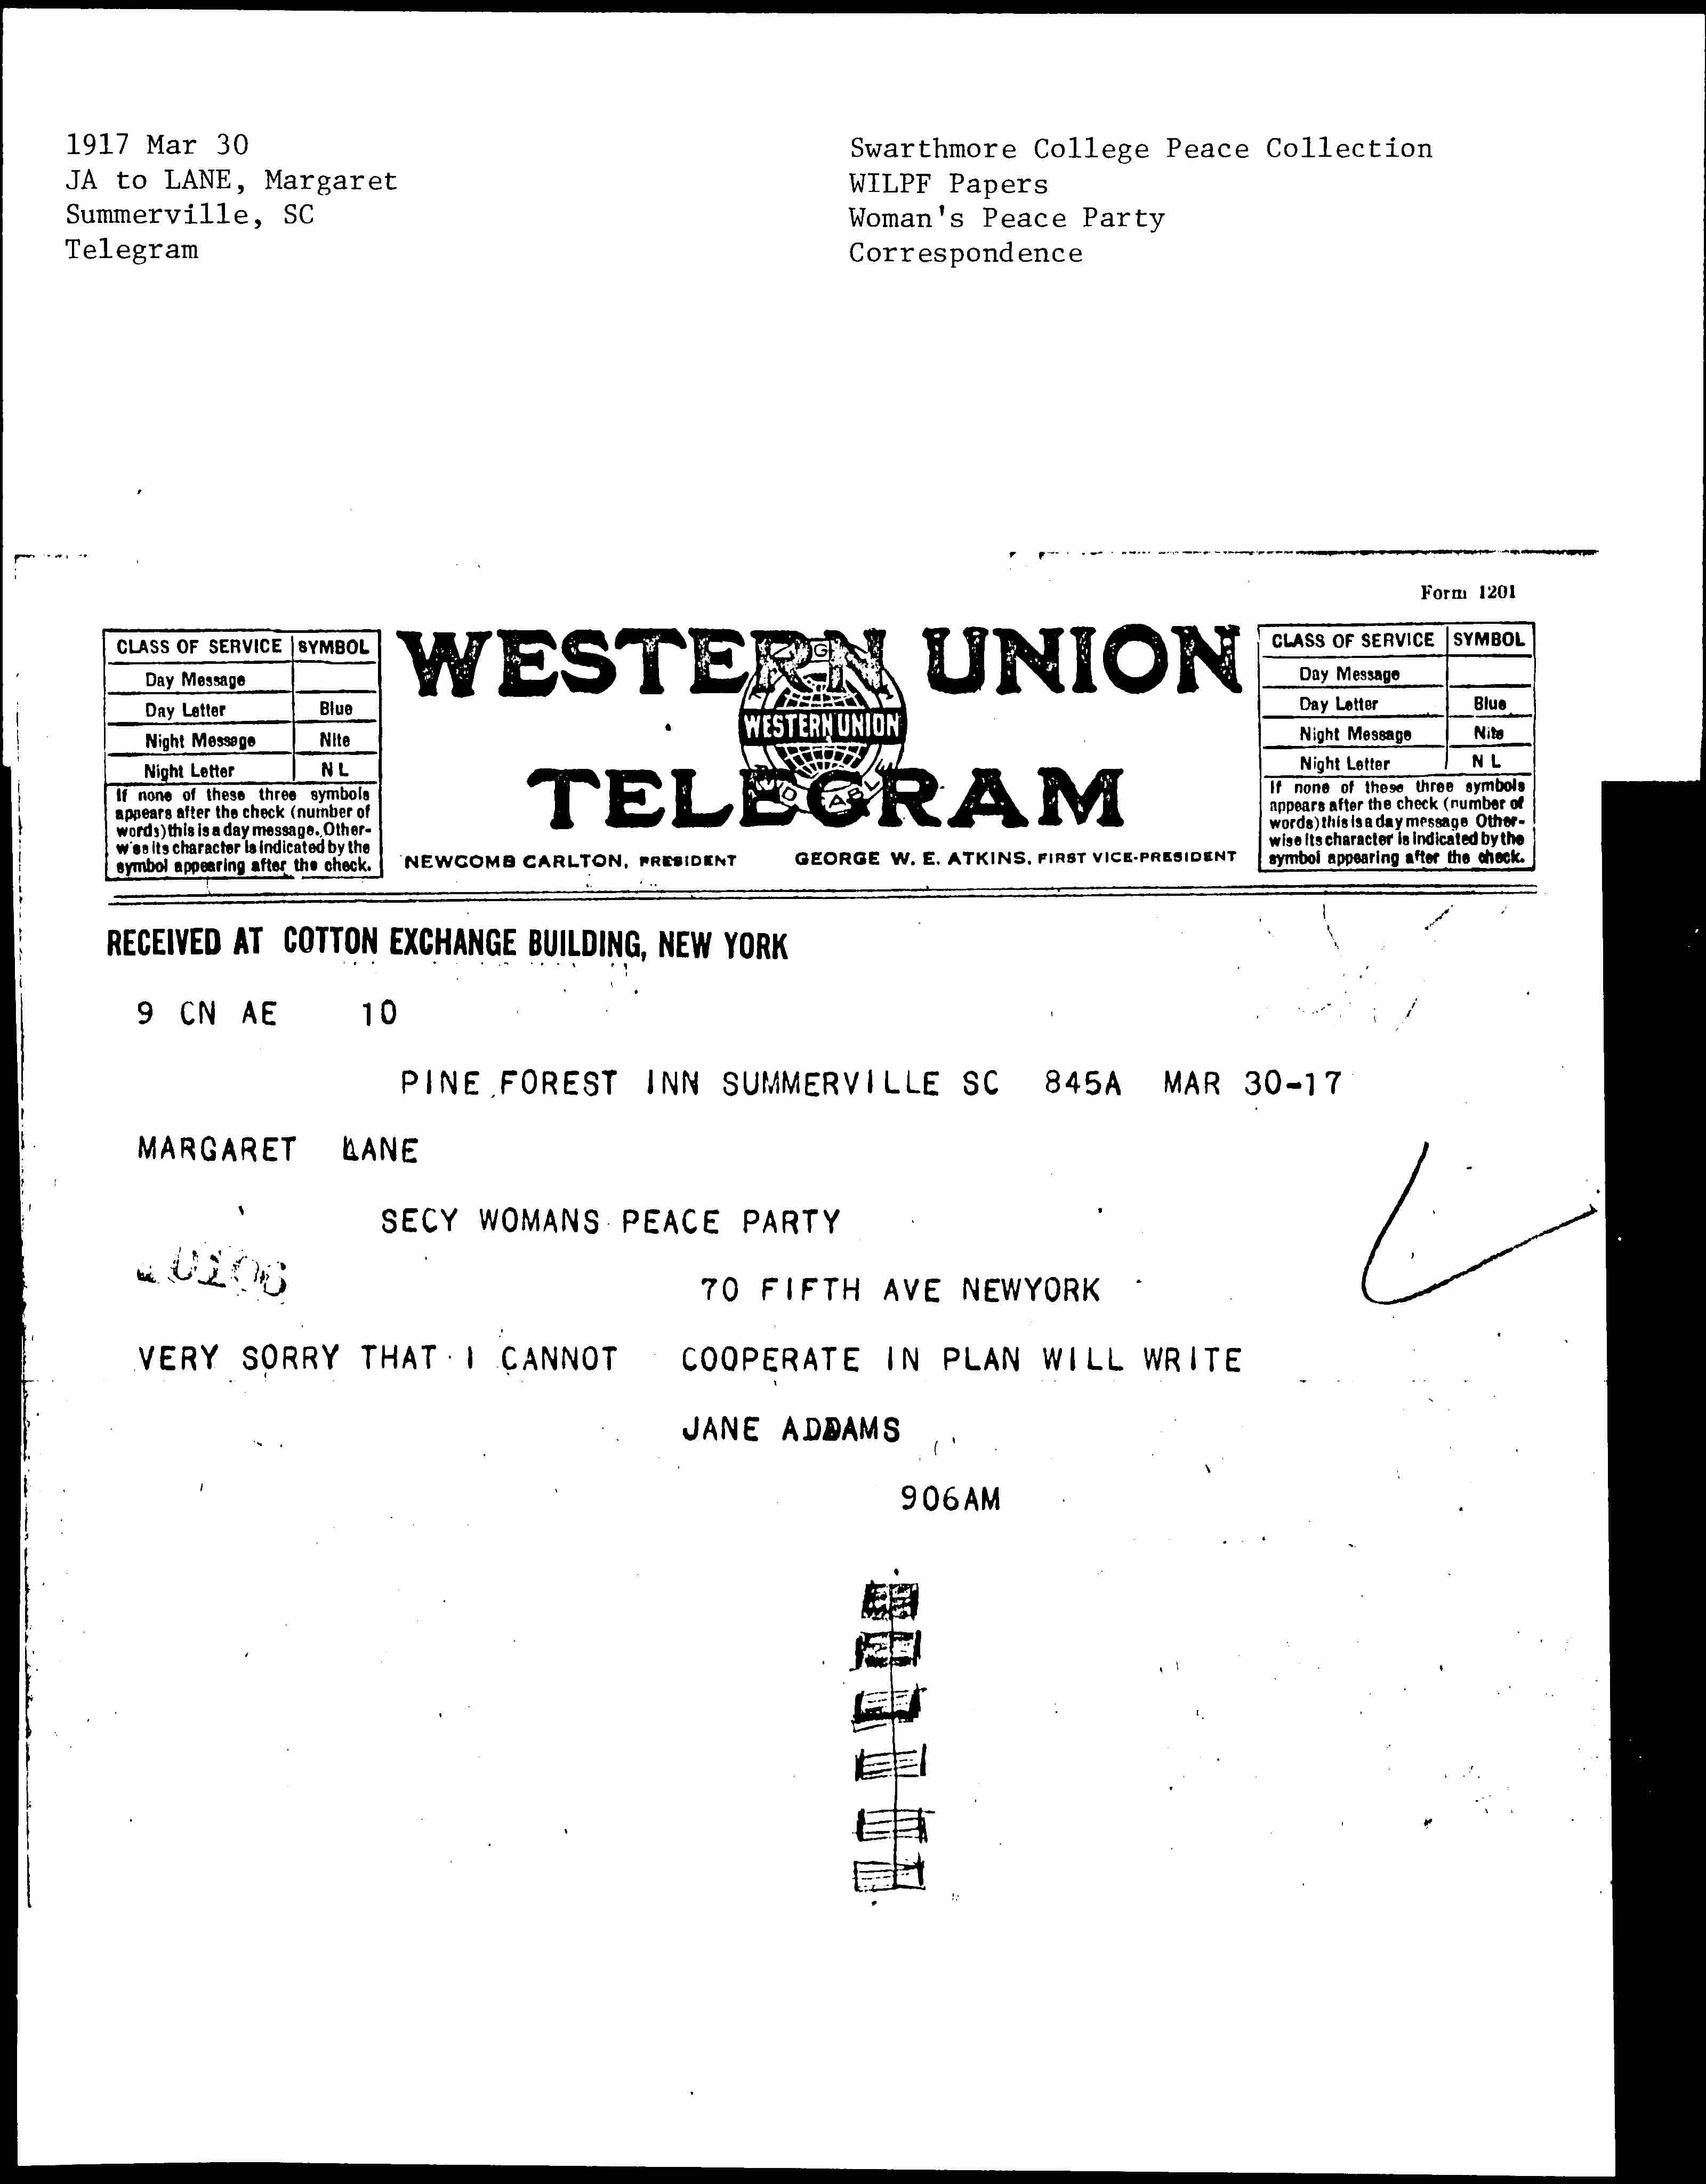 1917 Mar 30
JA to LANE, Margaret
Summerville, SC
Telegram
Swarthmore College Peace Collection
WILPF Papers
Woman's Peace Party
Correspondence
Form 1201
CLASS OF SERVICE SYMBOL
Day Message
Day Letter Blue
Night Message Nite
Night Letter N L
If none of these three symbols
appears after the check (number of
words) this is a day message. Other-
wise its character is indicated by the
symbol appearing after the check.
WESTERN UNION
WESTERN UNION
TELEGRAM
NEWCOMB CARLTON, PRESIDENT GEORGE W. E. ATKINS, FIRST VICE-PRESIDENT
CLASS OF SERVICE SYMBOL
Day Message
Day Letter Blue
Night Message Nite
Night Letter N L
If none of these three symbols
appears after the check (number of
words) this is a day message Other-
wise its character is indicated by the
symbol appearing after the check.
RECEIVED AT COTTON EXCHANGE BUILDING, NEW YORK
9 CN AE 10
PINE FOREST INN SUMMERVILLE SC 845A MAR 30-17
MARGARET LANE
SECY WOMANS PEACE PARTY
70 FIFTH AVE NEWYORK
VERY SORRY THAT I CANNOT COOPERATE IN PLAN WILL WRITE
JANE ADDAMS
906AM